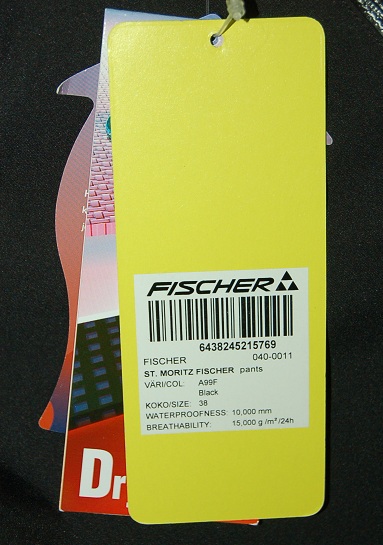 FISCHER
6438245215769
FISCHER 040-0011
ST. MORITZ FISCHER pants
VÄRI/COL: A99F
Black
KOKO/SIZE: 38
WATERPROOFNESS: 10,000 mm
BREATHABILITY: 15,000 g /m²/24h